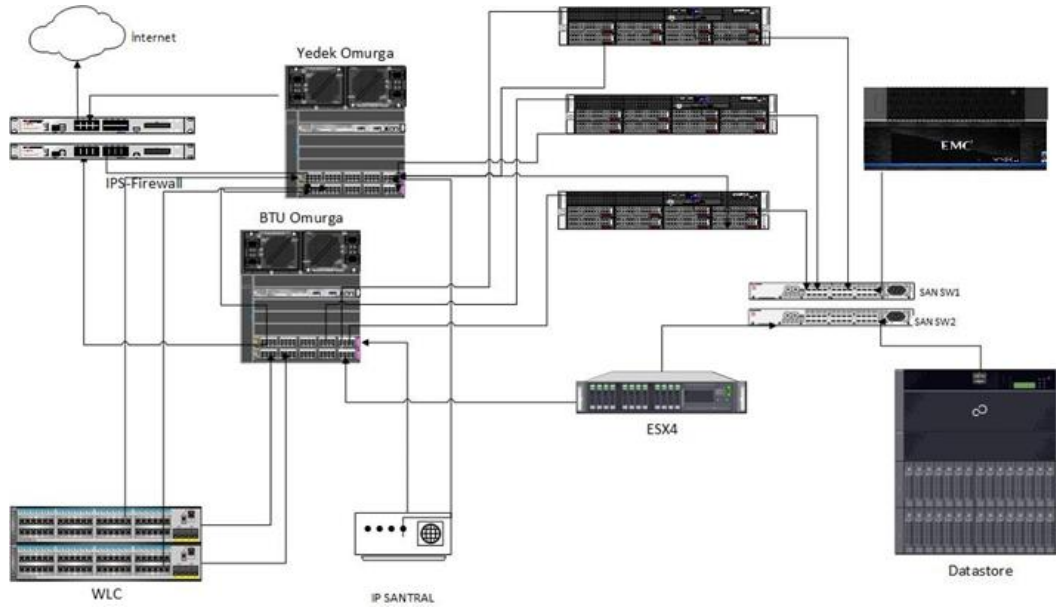 İnternet
Yedek Omurga
IPS-Firewall
BTU Omurga
EMC
SAN SW1
SAN SW2
ESX4
WLC
IP SANTRAL
Datastore